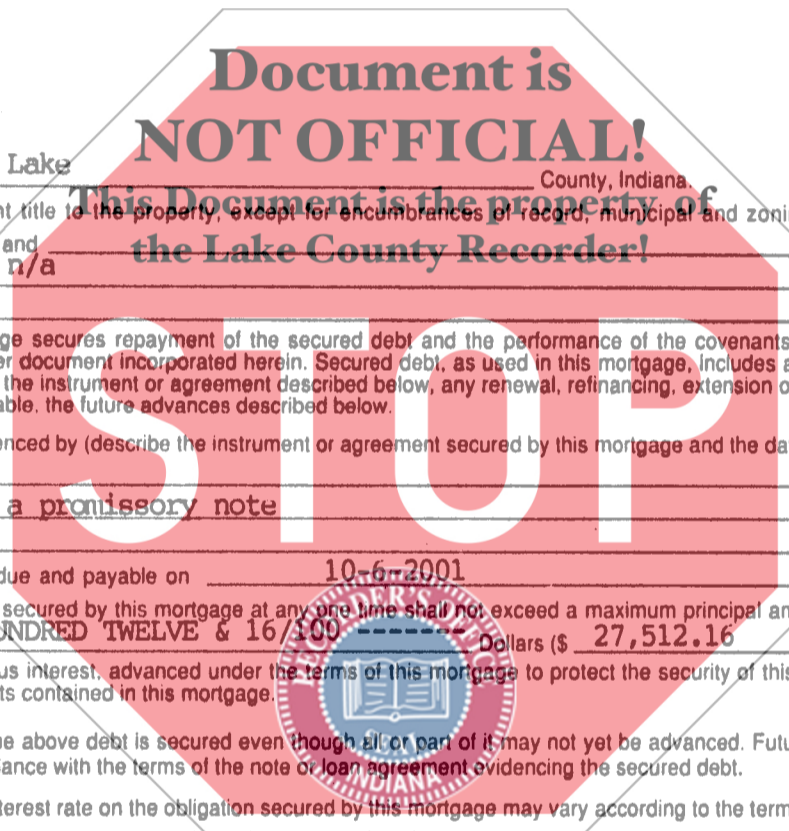 Document is
NOT OFFICIAL!
Lake
County, Indiana.
This Document is the property of
nt title to the property, except for encumbrances of record, municipal and zoni
and
the Lake County Recorder!
n/a
STOP
ge secures repayment of the secured debt and the performance of the covenants
er document incorporated herein. Secured debt, as used in this mortgage, includes a
the instrument or agreement described below, any renewal, refinancing, extension o
able, the future advances described below.
enced by (describe the instrument or agreement secured by this mortgage and the da
a promissory note
due and payable on 10-6-2001
secured by this mortgage at any one time shall not exceed a maximum principal am
UNDRED TWELVE & 16/100 ------- Dollars ($ 27,512.16
us interest, advanced under the terms of this mortgage to protect the security of this
ts contained in this mortgage.
RECORDER'S OFFICE
INDIANA
he above debt is secured even though all or part of it may not yet be advanced. Futu
dance with the terms of the note or loan agreement evidencing the secured debt.
terest rate on the obligation secured by this mortgage may vary according to the term